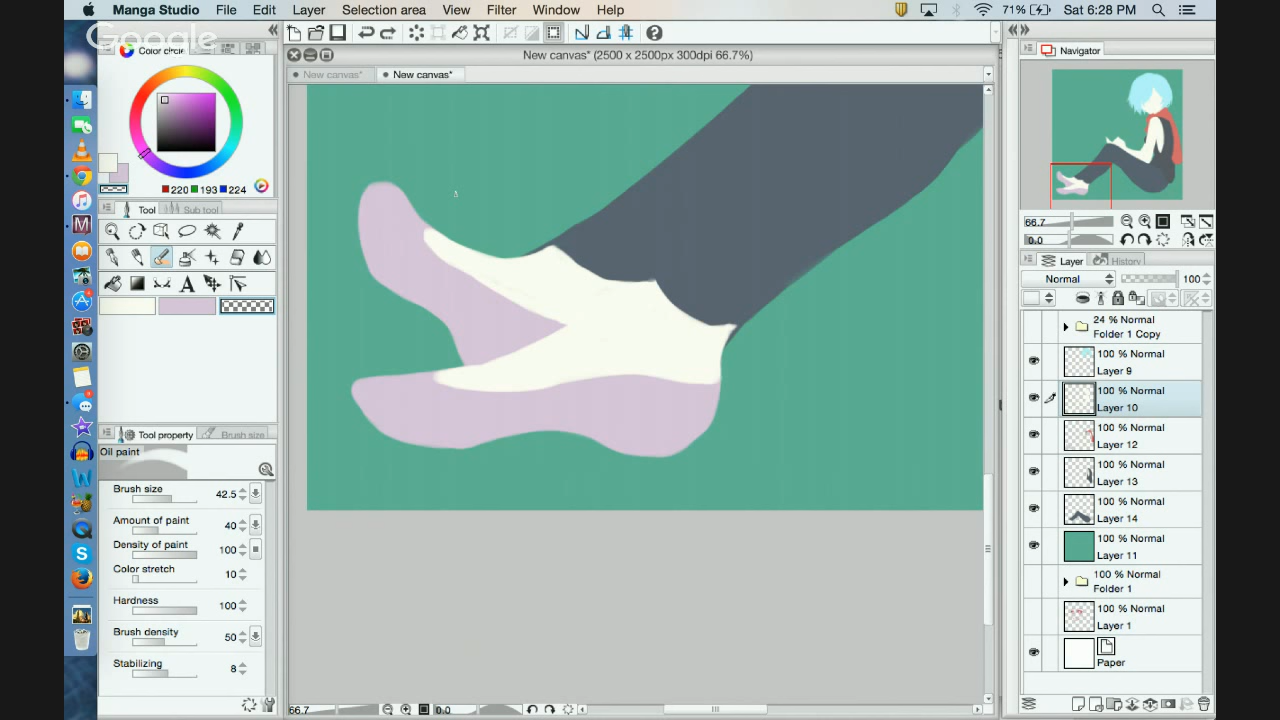 Manga Studio File Edit Layer Selection area View Filter Window Help
71% Sat 6:28 PM
Google
Color circle
New canvas* (2500 x 2500px 300dpi 66.7%)
New canvas* New canvas*
Navigator
220 193 224
Tool Sub tool
66.7
0.0
Layer History
Normal 100
24 % Normal
Folder 1 Copy
100 % Normal
Layer 9
100 % Normal
Layer 10
100 % Normal
Layer 12
100 % Normal
Layer 13
100 % Normal
Layer 14
100 % Normal
Layer 11
100 % Normal
Folder 1
100 % Normal
Layer 1
Paper
Tool property Brush size
Oil paint
Brush size 42.5
Amount of paint 40
Density of paint 100
Color stretch 10
Hardness 100
Brush density 50
Stabilizing 8
66.7 0.0